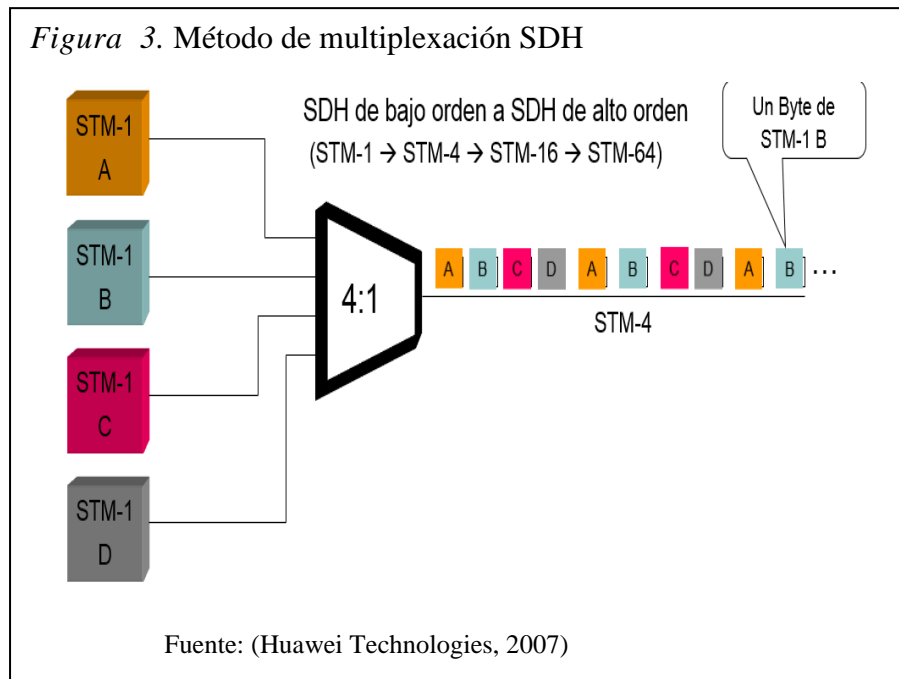 Figura 3. Método de multiplexación SDH
SDH de bajo orden a SDH de alto orden
(STM-1 → STM-4 → STM-16 → STM-64)
Un Byte de
STM-1 B
STM-1
A
STM-1
B
STM-1
C
STM-1
D
4:1
A B C D A B C D A B ...
STM-4
Fuente: (Huawei Technologies, 2007)